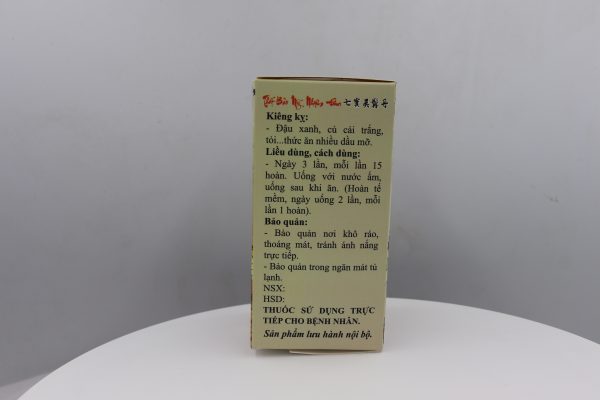 Thất Bảo Mỹ Nhiệm Đan 七寶美髯丹
Kiêng kỵ:
- Đậu xanh, củ cải trắng,
tỏi...thức ăn nhiều dầu mỡ.
Liều dùng, cách dùng:
- Ngày 3 lần, mỗi lần 15
hoàn. Uống với nước ấm,
uống sau khi ăn. (Hoàn tể
mềm, ngày uống 2 lần, mỗi
lần 1 hoàn).
Bảo quản:
- Bảo quản nơi khô ráo,
thoáng mát, tránh ánh nắng
trực tiếp.
- Bảo quản trong ngăn mát tủ
lạnh.
NSX:
HSD:
THUỐC SỬ DỤNG TRỰC
TIẾP CHO BỆNH NHÂN.
Sản phẩm lưu hành nội bộ.